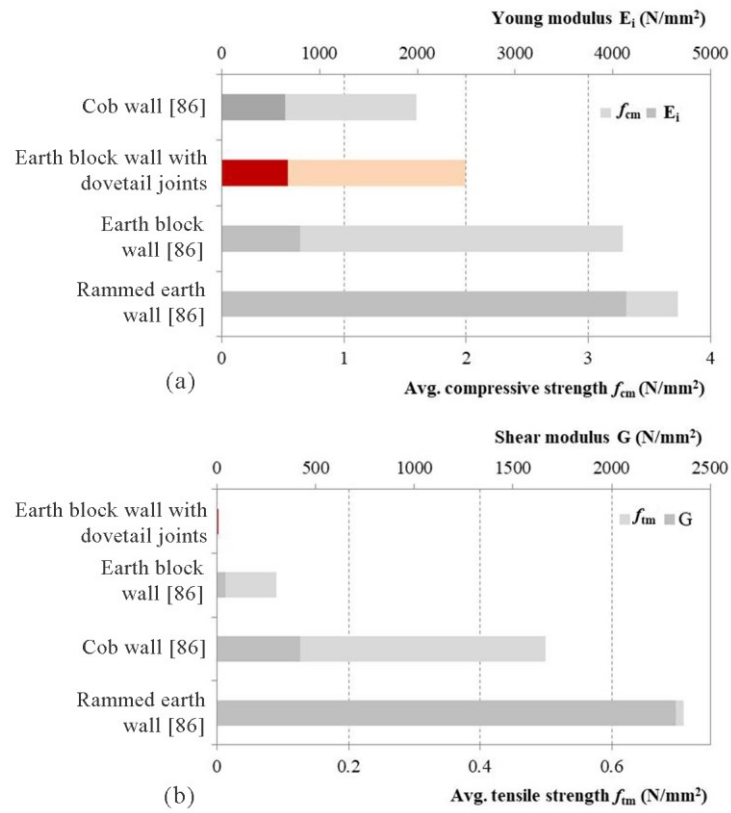 Young modulus Eᵢ (N/mm²)
0 1000 2000 3000 4000 5000
Cob wall [86]
fcm Eᵢ
Earth block wall with
dovetail joints
Earth block
wall [86]
Rammed earth
wall [86]
0 1 2 3 4
(a)
Avg. compressive strength fcm (N/mm²)
Shear modulus G (N/mm²)
0 500 1000 1500 2000 2500
Earth block wall with
dovetail joints
ftm G
Earth block
wall [86]
Cob wall [86]
Rammed earth
wall [86]
0 0.2 0.4 0.6
(b)
Avg. tensile strength ftm (N/mm²)